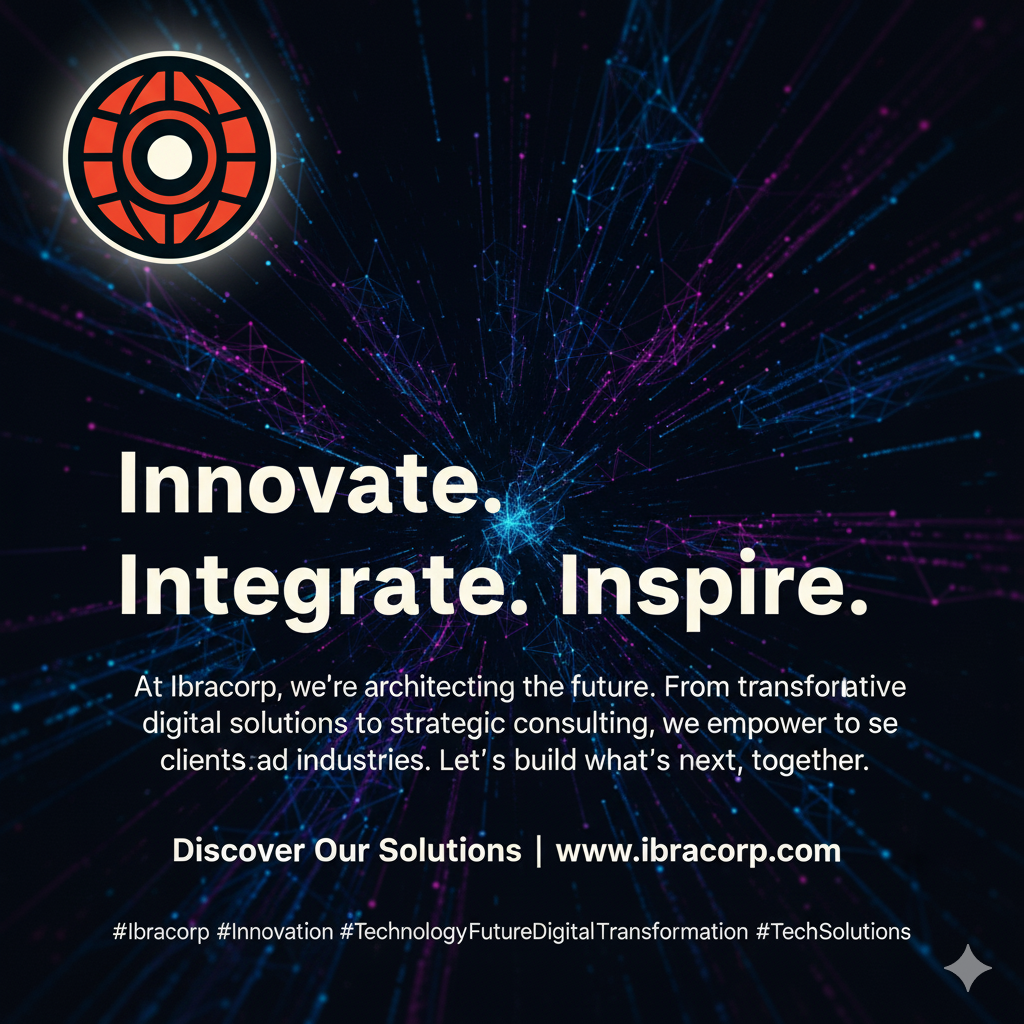 Innovate.
Integrate. Inspire.
At Ibracorp, we're architecting the future. From transfortative
digital solutions to strategic consulting, we empower to se
clients.:ad industries. Let's build what's next, together.
Discover Our Solutions | www.ibracorp.com
#Ibracorp #Innovation #TechnologyFutureDigitalTransformation #TechSolutions